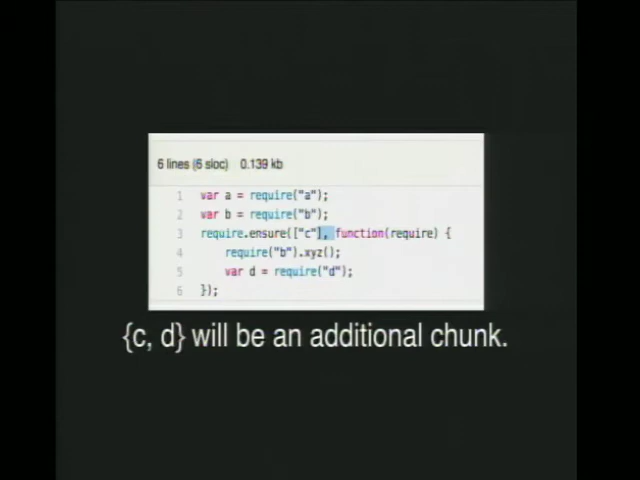 6 lines (6 sloc) 0.139 kb
1 var a = require("a");
2 var b = require("b");
3 require.ensure(["c"], function(require) {
4 require("b").xyz();
5 var d = require("d");
6 });
{c, d} will be an additional chunk.